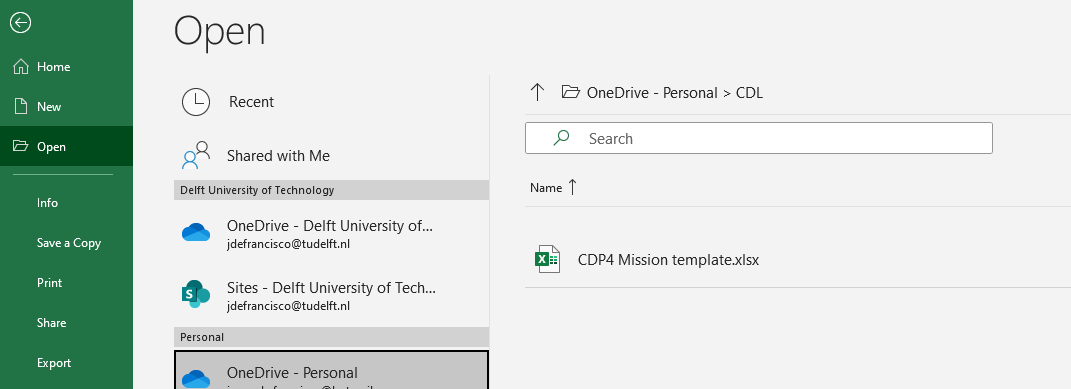 Open
Home
New
Open
Info
Save a Copy
Print
Share
Export
Recent
Shared with Me
Delft University of Technology
OneDrive - Delft University of...
jdefrancisco@tudelft.nl
Sites - Delft University of Tech...
jdefrancisco@tudelft.nl
Personal
OneDrive - Personal
OneDrive - Personal > CDL
Search
Name
CDP4 Mission template.xlsx